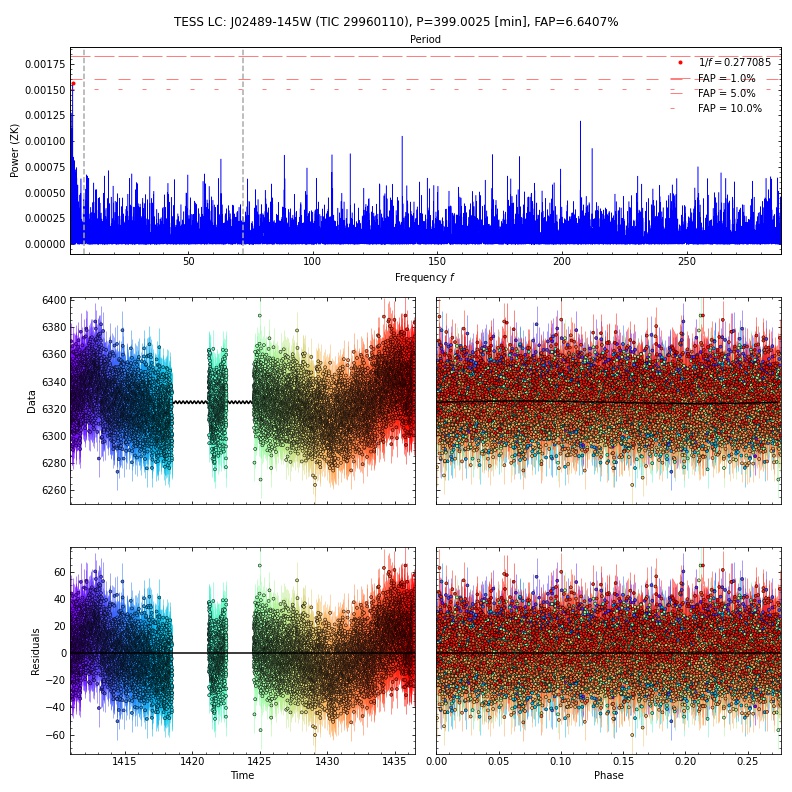 TESS LC: J02489-145W (TIC 29960110), P=399.0025 [min], FAP=6.6407%
Period
0.00175
0.00150
0.00125
0.00100
0.00075
0.00050
0.00025
0.00000
Power (ZK)
1/f = 0.277085
FAP = 1.0%
FAP = 5.0%
FAP = 10.0%
50 100 150 200 250
Frequency f
6400
6380
6360
6340
6320
6300
6280
6260
Data
60
40
20
0
−20
−40
−60
Residuals
1415 1420 1425 1430 1435
Time
0.00 0.05 0.10 0.15 0.20 0.25
Phase